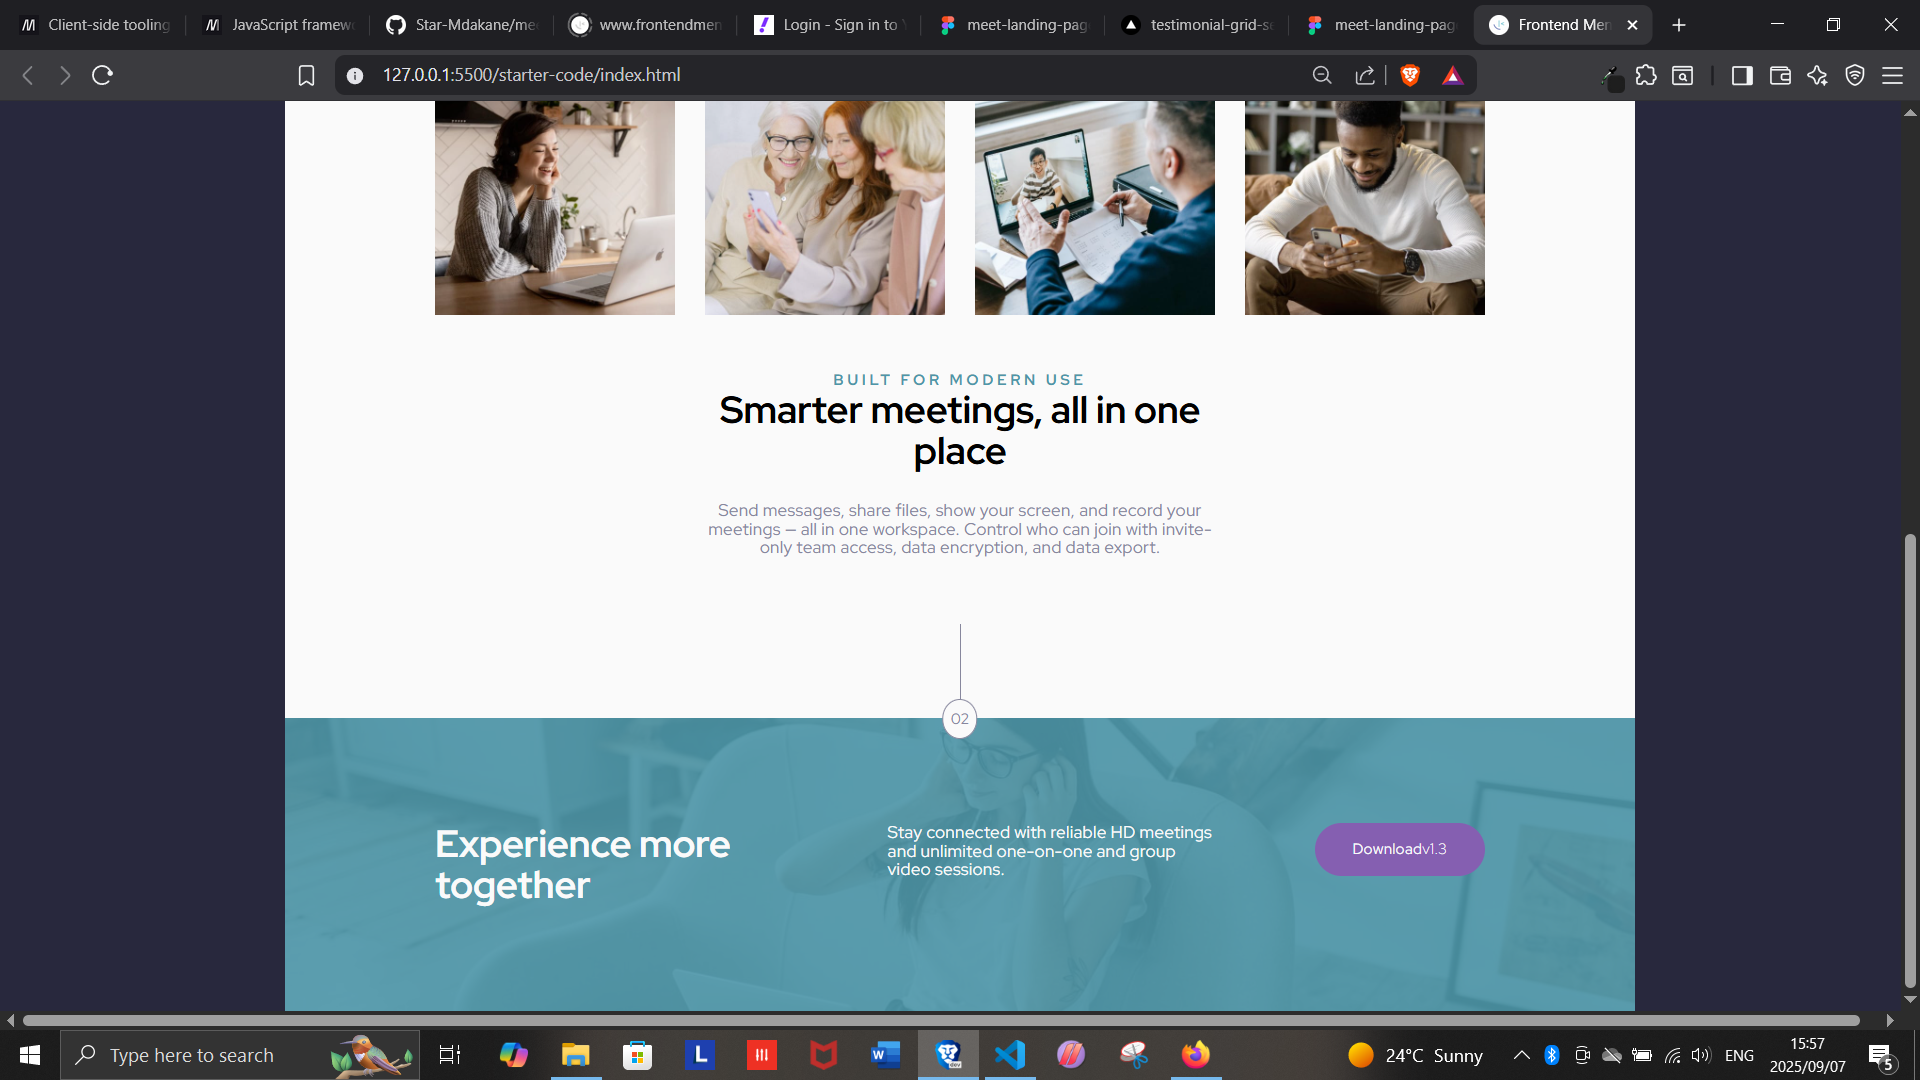 Client-side tooling
JavaScript framew
Star-Mdakane/me
www.frontendmen
Login - Sign in to
meet-landing-pag
testimonial-grid-s
meet-landing-pag
Frontend Men
127.0.0.1:5500/starter-code/index.html
BUILT FOR MODERN USE
Smarter meetings, all in one
place
Send messages, share files, show your screen, and record your
meetings — all in one workspace. Control who can join with invite-
only team access, data encryption, and data export.
02
Experience more
together
Stay connected with reliable HD meetings
and unlimited one-on-one and group
video sessions.
Downloadv1.3
Type here to search
24°C Sunny
ENG
15:57
2025/09/07
5